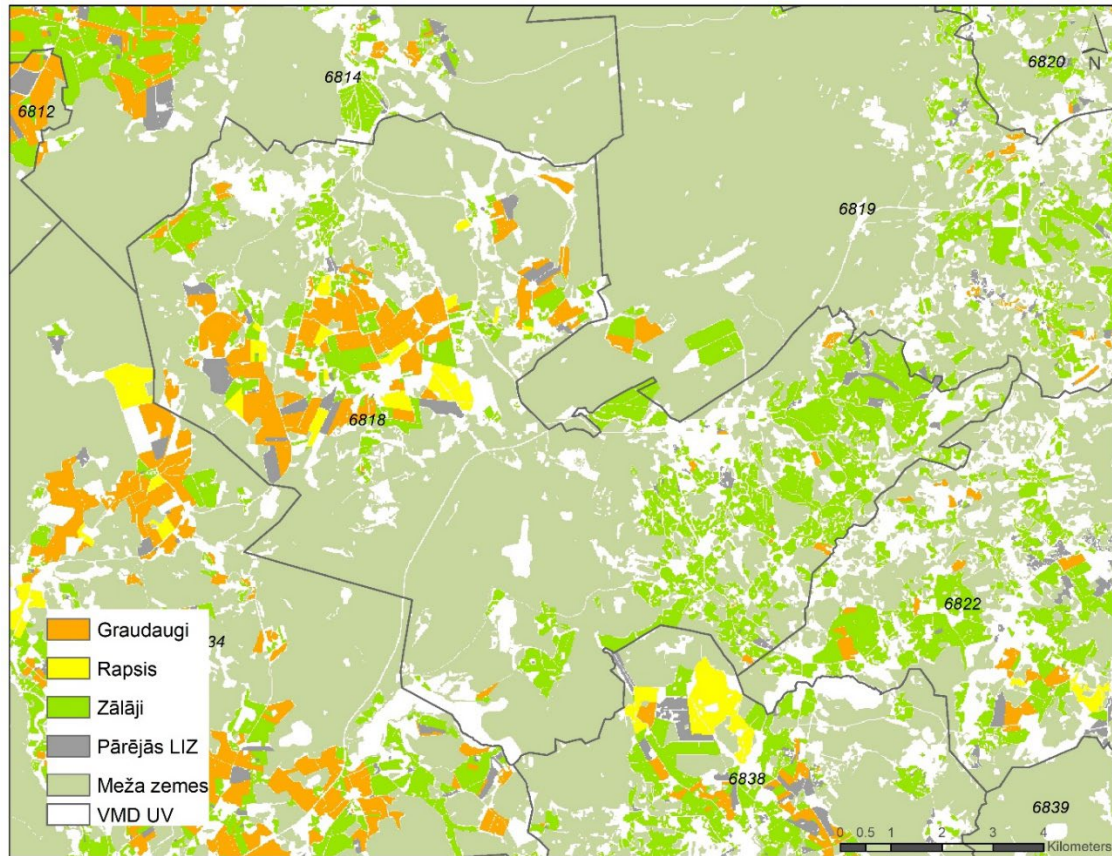 6820
N
6814
6812
6819
6818
6822
34
6838
6839
Graudaugi
Rapsis
Zālāji
Pārējās LIZ
Meža zemes
VMD UV
0 0.5 1 2 3 4
Kilometers